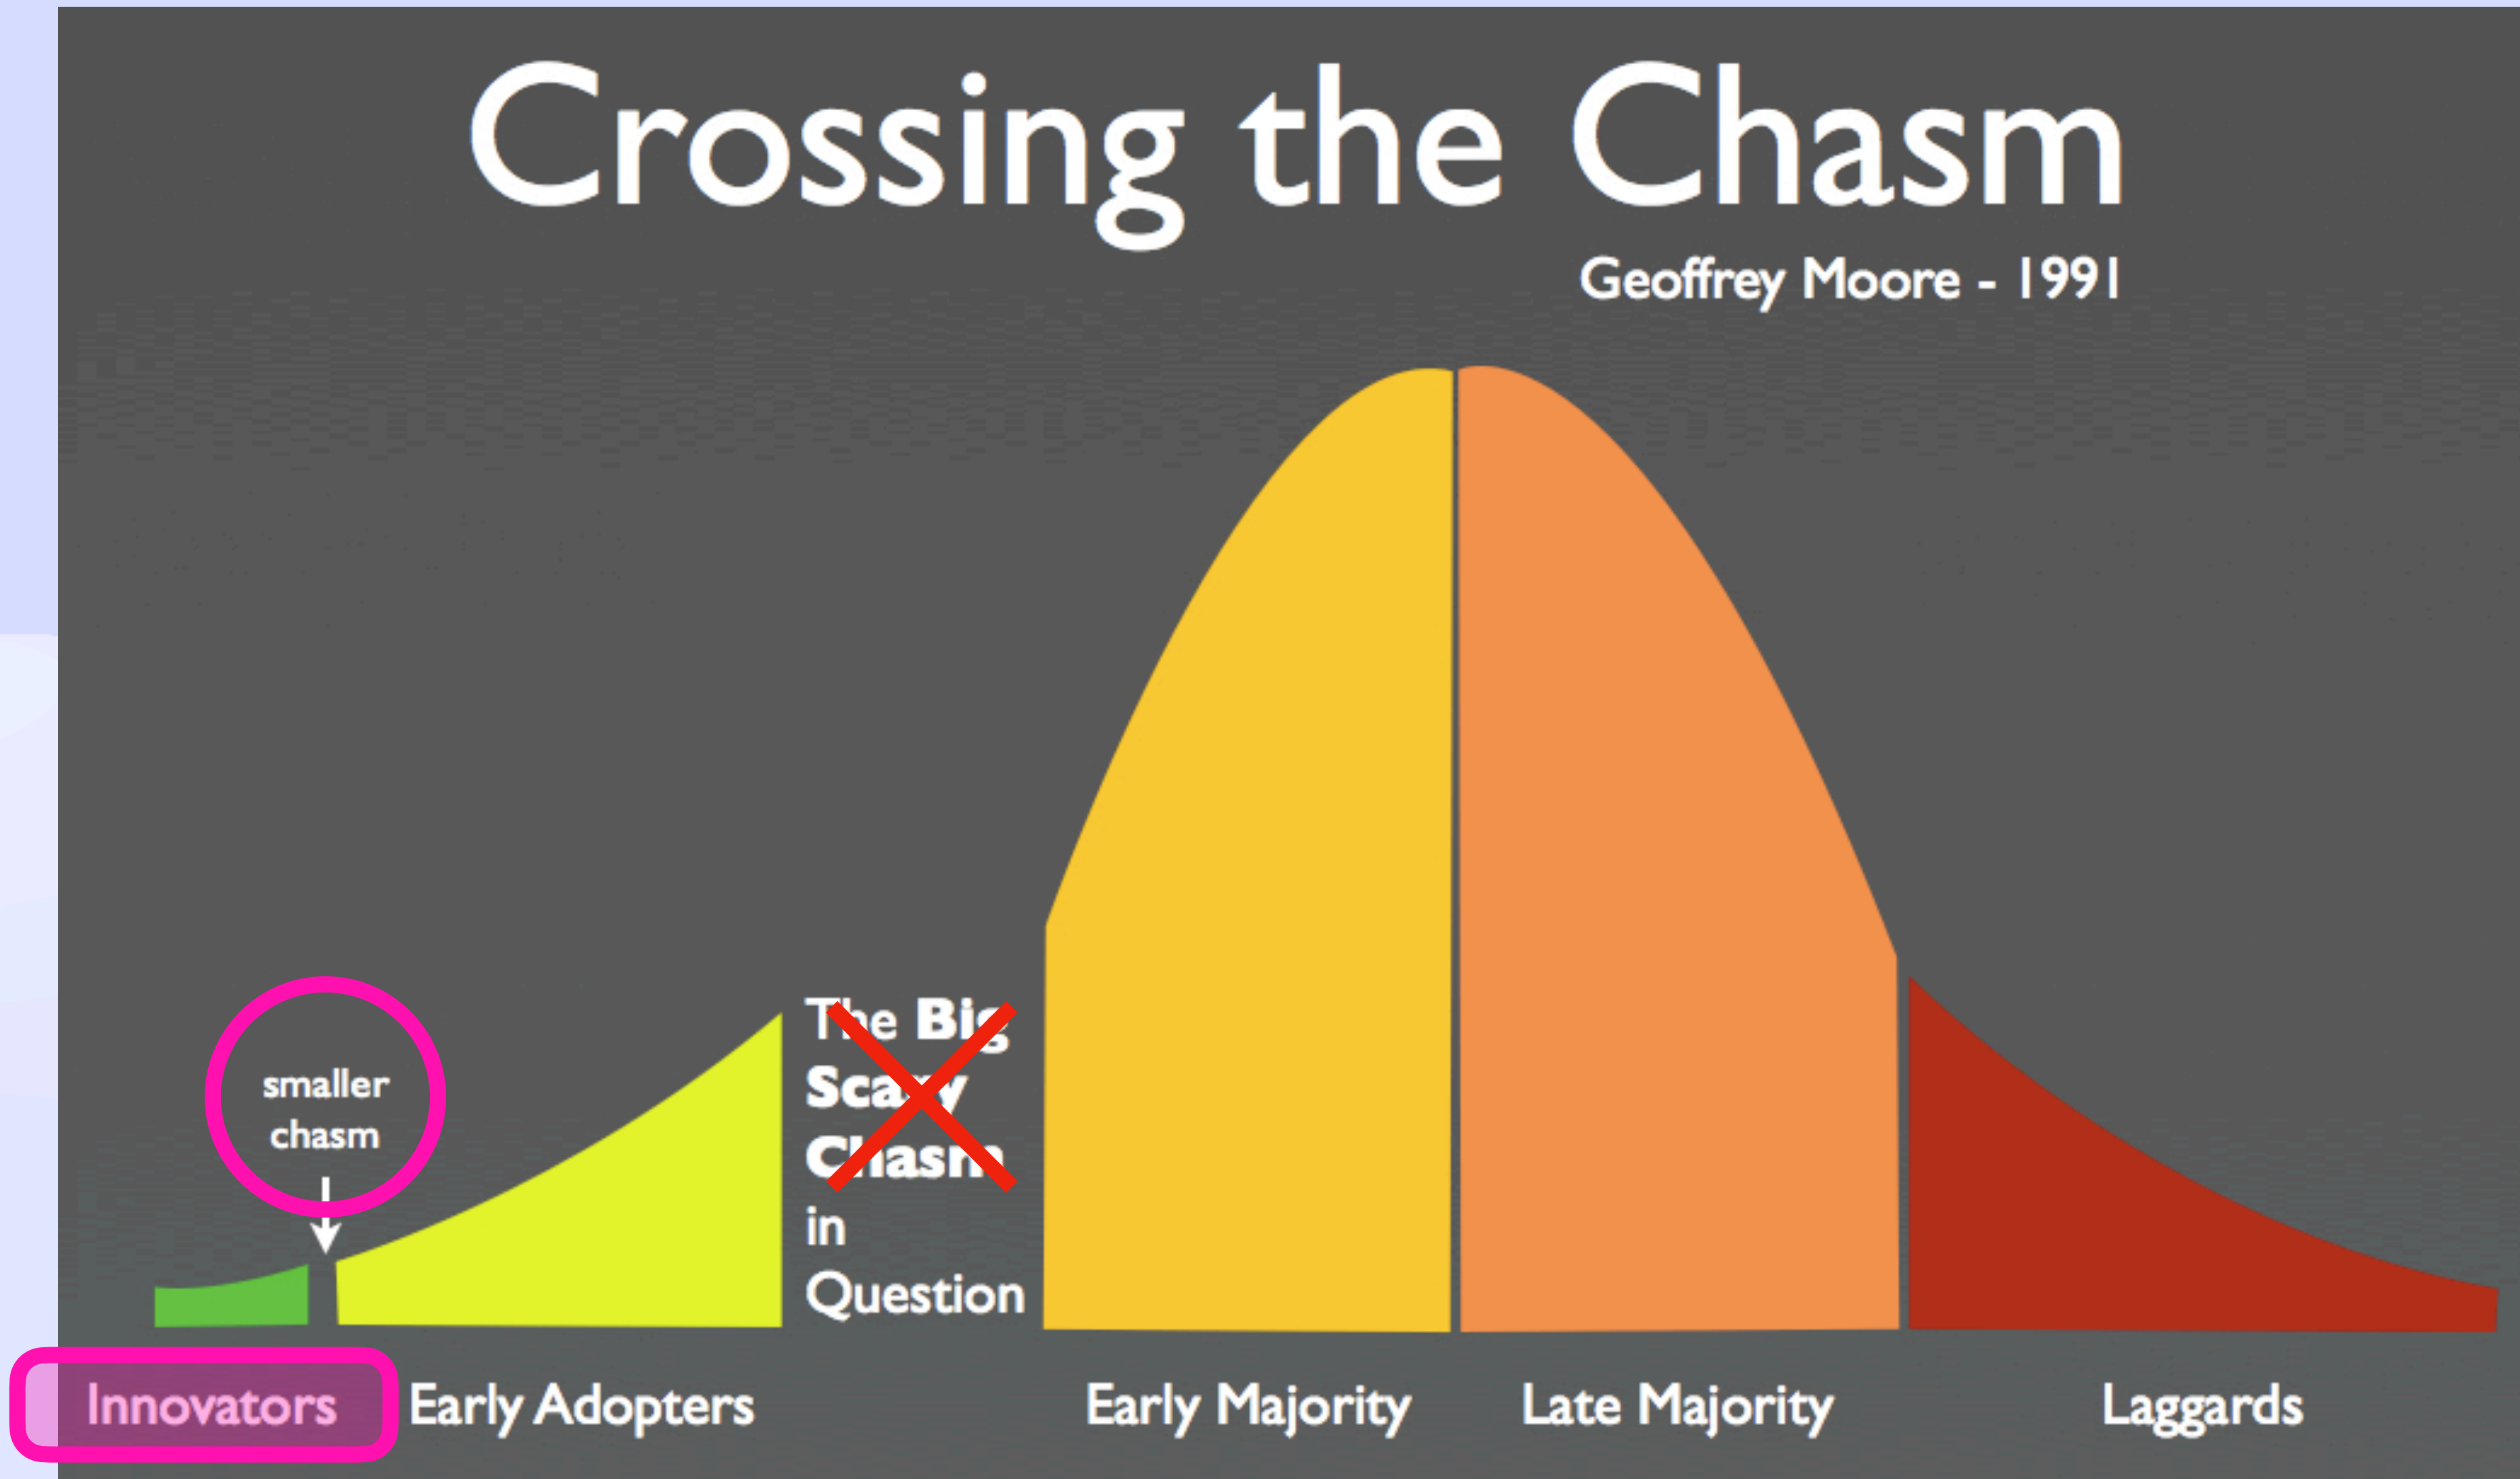 Crossing the Chasm
Geoffrey Moore - 1991
smaller
chasm
The Big
Scary
Chasm
in
Question
Innovators
Early Adopters
Early Majority
Late Majority
Laggards